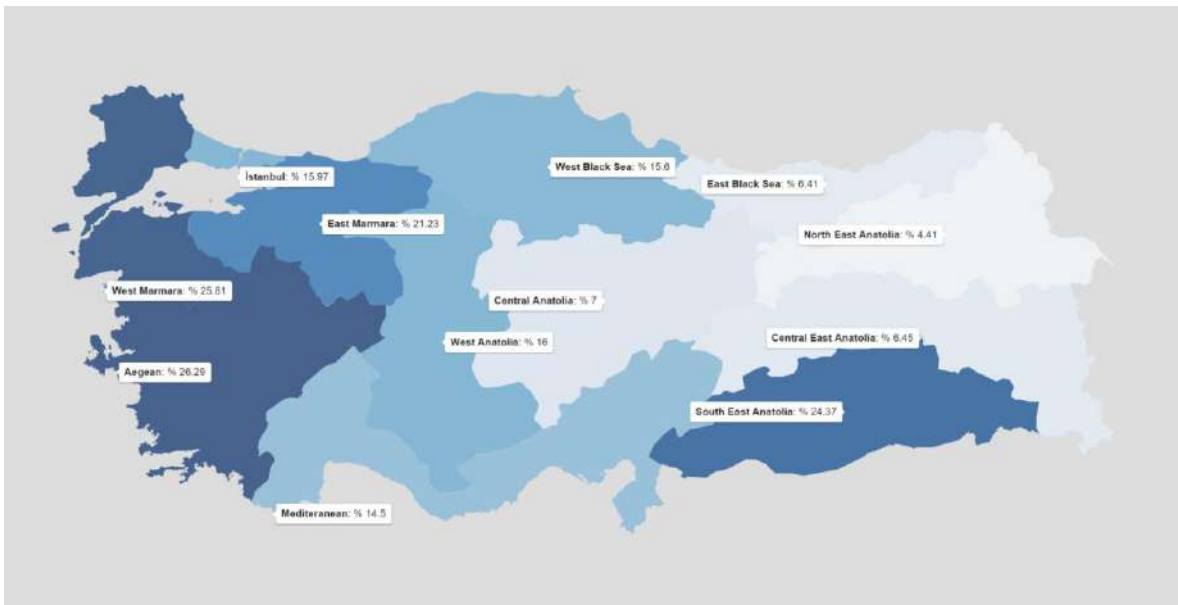 İstanbul: % 15.97
West Black Sea: % 15.6
East Black Sea: % 6.41
East Marmara: % 21.23
North East Anatolia: % 4.41
West Marmara: % 25.61
Central Anatolia: % 7
West Anatolia: % 16
Central East Anatolia: % 6.45
Aegean: % 26.29
South East Anatolia: % 24.37
Mediteranean: % 14.5